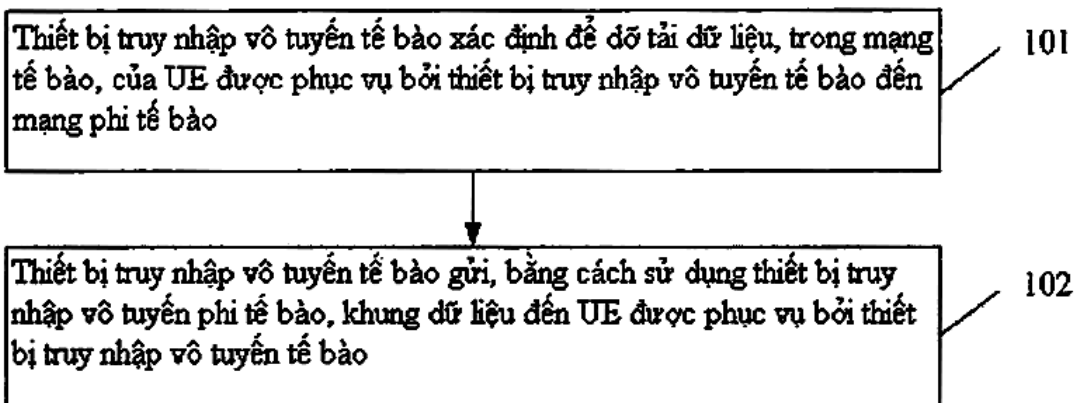 Thiết bị truy nhập vô tuyến tế bào xác định để dỡ tải dữ liệu, trong mạng
tế bào, của UE được phục vụ bởi thiết bị truy nhập vô tuyến tế bào đến
mạng phi tế bào
101
Thiết bị truy nhập vô tuyến tế bào gửi, bằng cách sử dụng thiết bị truy
nhập vô tuyến phi tế bào, khung dữ liệu đến UE được phục vụ bởi thiết
bị truy nhập vô tuyến tế bào
102